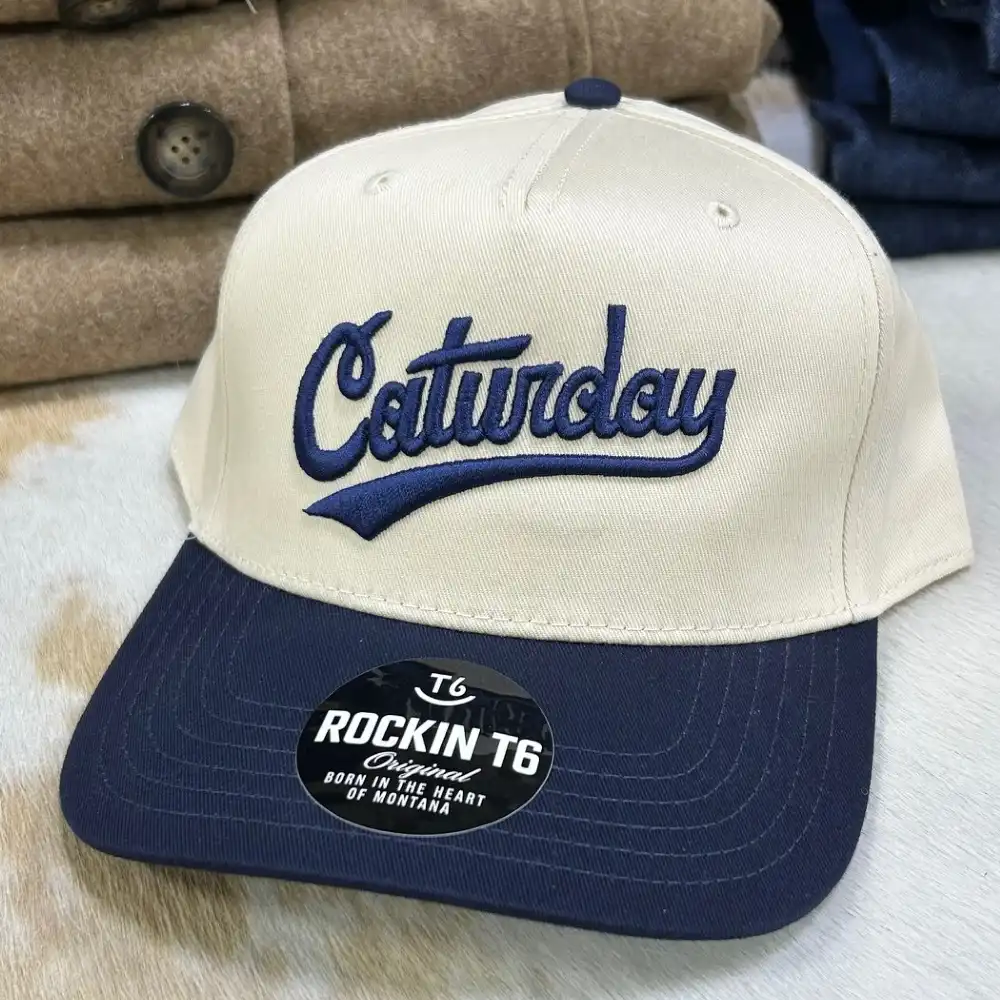 Caturday
T6
ROCKIN T6
Original
BORN IN THE HEART
OF MONTANA